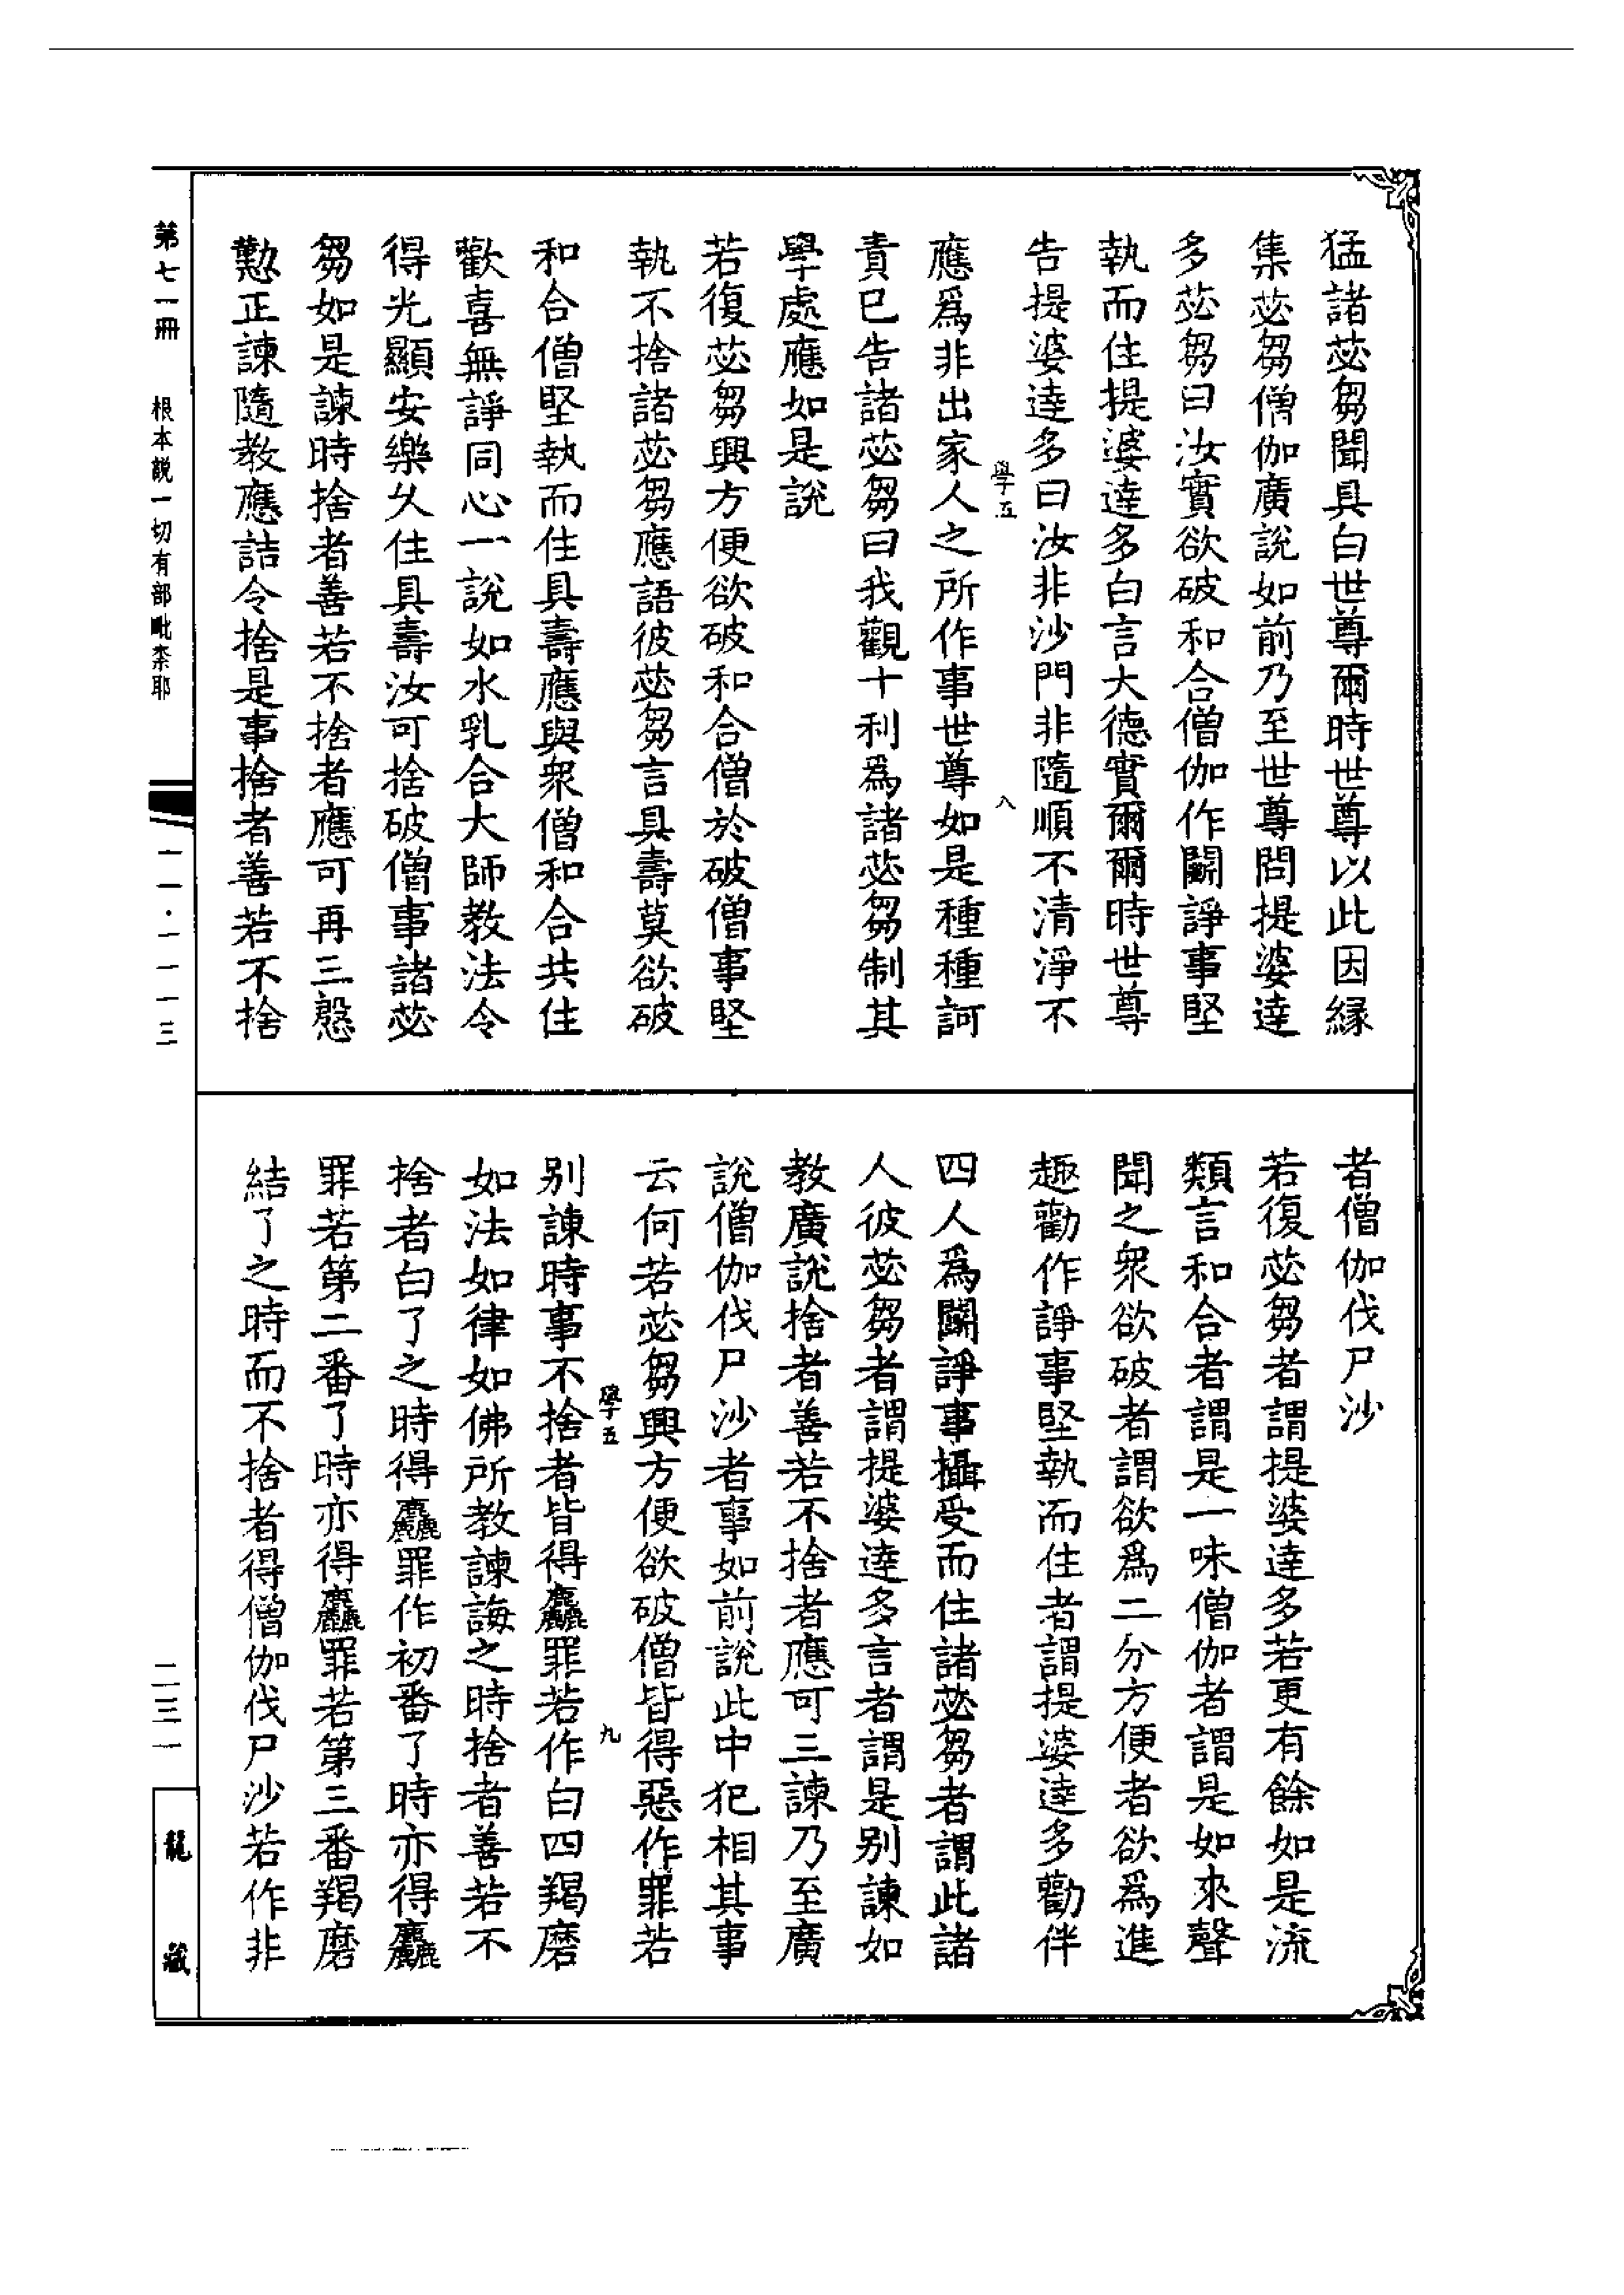 猛諸苾芻聞具白世尊爾時世尊以此因縁
集苾芻僧伽廣說如前乃至世尊問提婆達
多苾芻曰汝實欲破和合僧伽作鬭諍事堅
執而住提婆達多白言大德實爾爾時世尊
告提婆達多曰汝非沙門非隨順不清淨不
學五
八
應爲非出家人之所作事世尊如是種種訶
責已告諸苾芻曰我觀十利爲諸苾芻制其
學處應如是說
若復苾芻興方便欲破和合僧於破僧事堅
執不捨諸苾芻應語彼苾芻言具壽莫欲破
和合僧堅執而住具壽應與衆僧和合共住
歡喜無諍同心一說如水乳合大師教法令
得光顯安樂久住具壽汝可捨破僧事諸苾
芻如是諫時捨者善若不捨者應可再三慇
懃正諫隨教應詰令捨是事捨者善若不捨
者僧伽伐尸沙
若復苾芻者謂提婆達多若更有餘如是流
類言和合者謂是一味僧伽者謂是如來聲
聞之衆欲破者謂欲爲二分方便者欲爲進
趣勸作諍事堅執而住者謂提婆達多勸伴
四人爲鬭諍事攝受而住諸苾芻者謂此諸
人彼苾芻者謂提婆達多言者謂是别諫如
教廣說捨者善若不捨者應可三諫乃至廣
說僧伽伐尸沙者事如前說此中犯相其事
云何若苾芻興方便欲破僧皆得惡作罪若
學五
九
别諫時事不捨者皆得麤罪若作白四羯磨
如法如律如佛所教諫誨之時捨者善若不
捨者白了之時得麤罪作初番了時亦得麤
罪若第二番了時亦得麤罪若第三番羯磨
結了之時而不捨者得僧伽伐尸沙若作非
第七一冊
根本説一切有部毗柰耶
一一·一一一三
二三一
龍藏